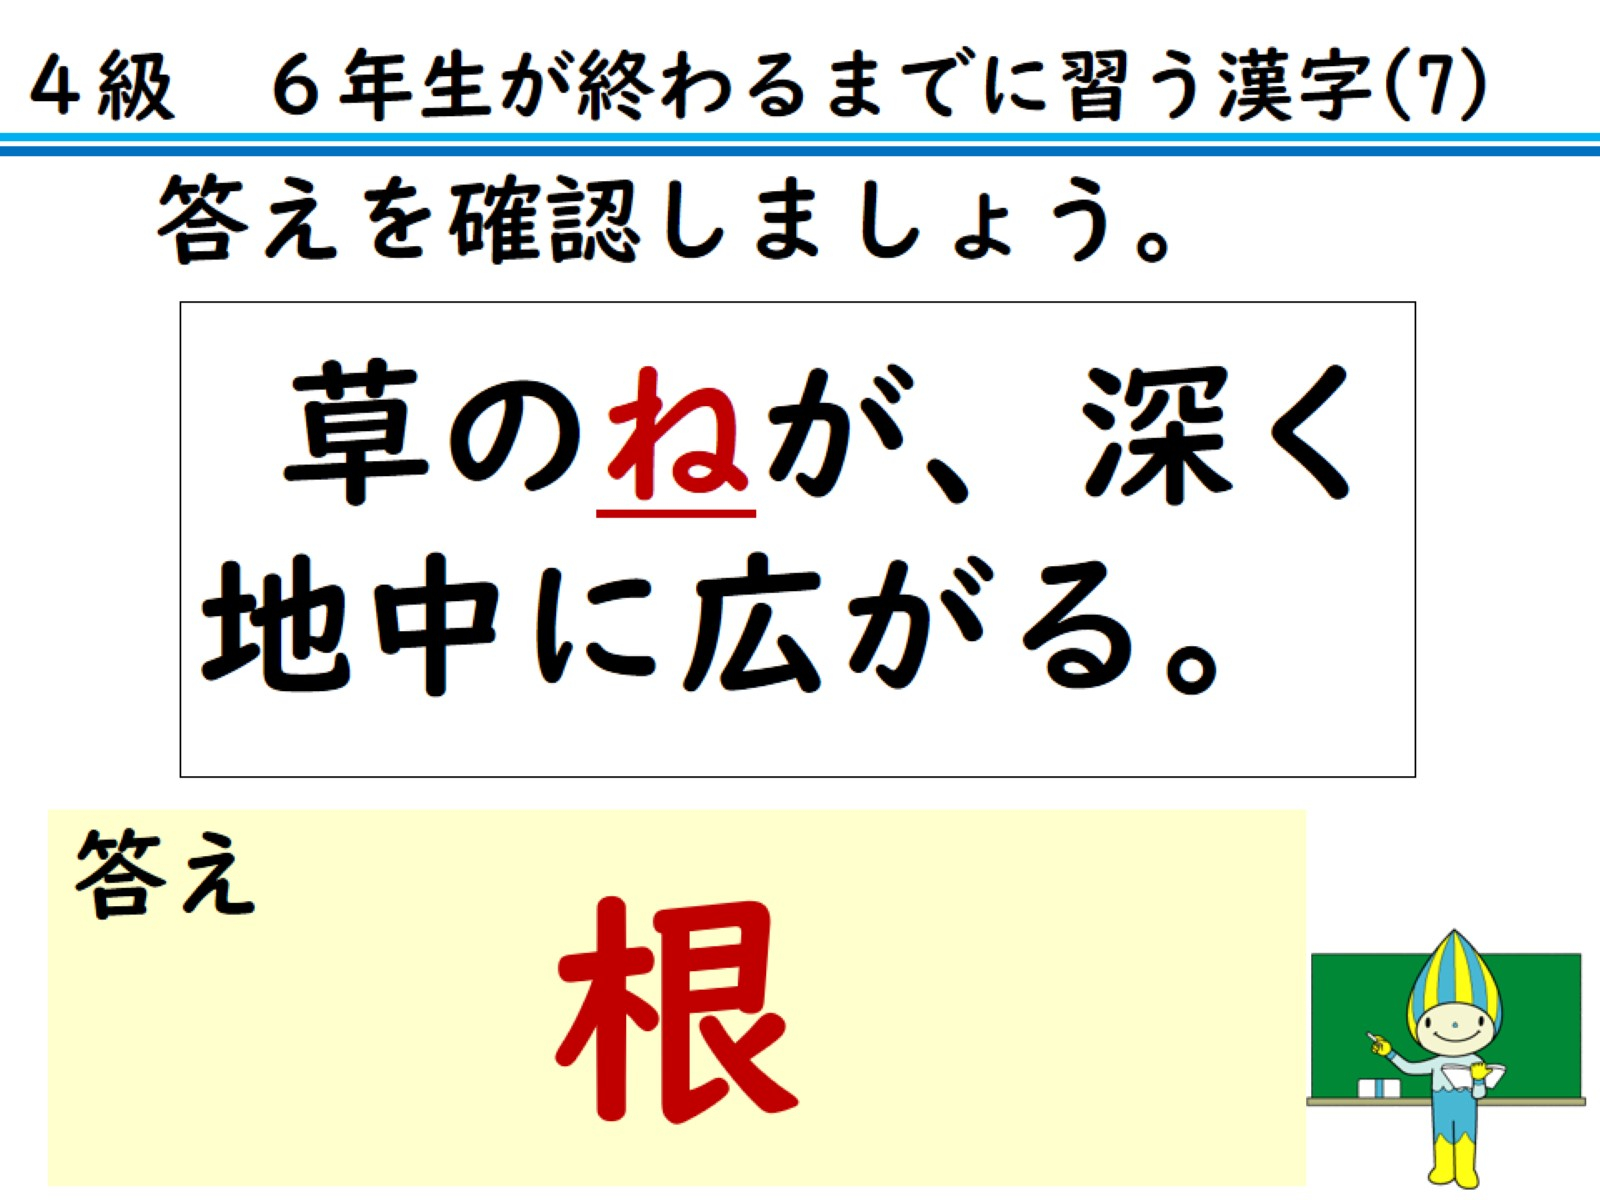 ４級　６年生が終わるまでに習う漢字(7)
答えを確認しましょう。
草のねが、深く
地中に広がる。
答え
根